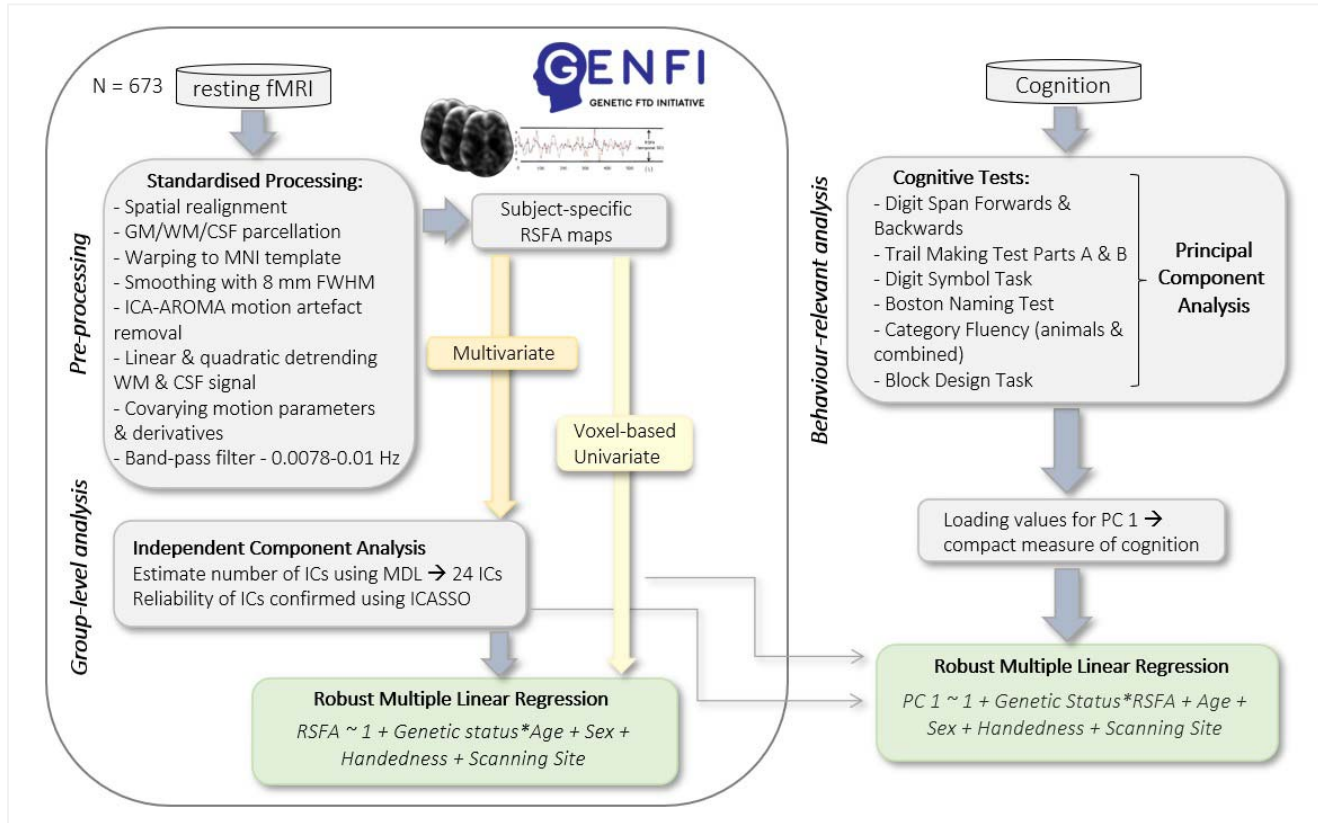 N = 673
resting fMRI
GENFI
GENETIC FTD INITIATIVE
Pre-processing
Standardised Processing:
- Spatial realignment
- GM/WM/CSF parcellation
- Warping to MNI template
- Smoothing with 8 mm FWHM
- ICA-AROMA motion artefact
removal
- Linear & quadratic detrending
WM & CSF signal
- Covarying motion parameters
& derivatives
- Band-pass filter - 0.0078-0.01 Hz
0 100 200 300 400 500
Subject-specific
RSFA maps
Multivariate
Voxel-based
Univariate
Group-level analysis
Independent Component Analysis
Estimate number of ICs using MDL → 24 ICs
Reliability of ICs confirmed using ICASSO
Robust Multiple Linear Regression
RSFA ~ 1 + Genetic status*Age + Sex +
Handedness + Scanning Site
Cognition
Behaviour-relevant analysis
Cognitive Tests:
- Digit Span Forwards &
Backwards
- Trail Making Test Parts A & B
- Digit Symbol Task
- Boston Naming Test
- Category Fluency (animals &
combined)
- Block Design Task
Principal
Component
Analysis
Loading values for PC 1 →
compact measure of cognition
Robust Multiple Linear Regression
PC 1 ~ 1 + Genetic Status*RSFA + Age +
Sex + Handedness + Scanning Site